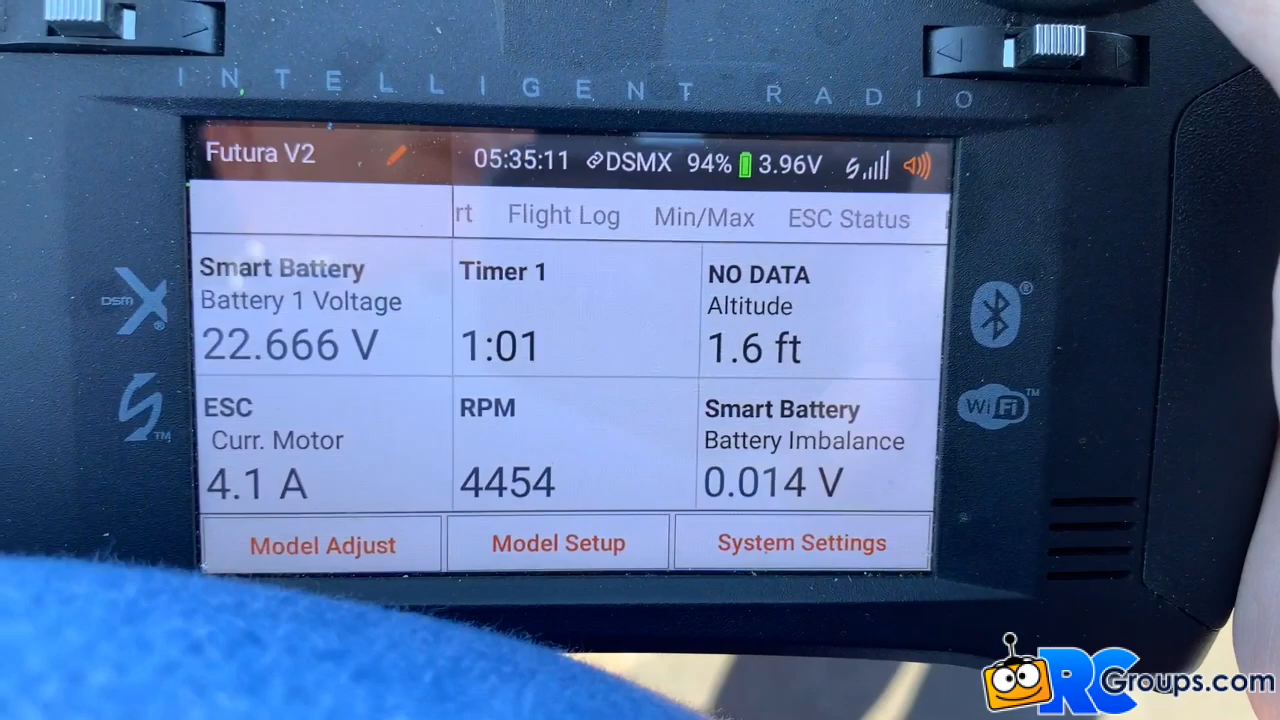 INTELLIGENT RADIO
Futura V2 05:35:11 DSMX 94% 3.96V
rt Flight Log Min/Max ESC Status
Smart Battery
Battery 1 Voltage
22.666 V
Timer 1
1:01
NO DATA
Altitude
1.6 ft
ESC
Curr. Motor
4.1 A
RPM
4454
Smart Battery
Battery Imbalance
0.014 V
Model Adjust Model Setup System Settings
DSM X®
TM
®
WiFi TM
RCGroups.com